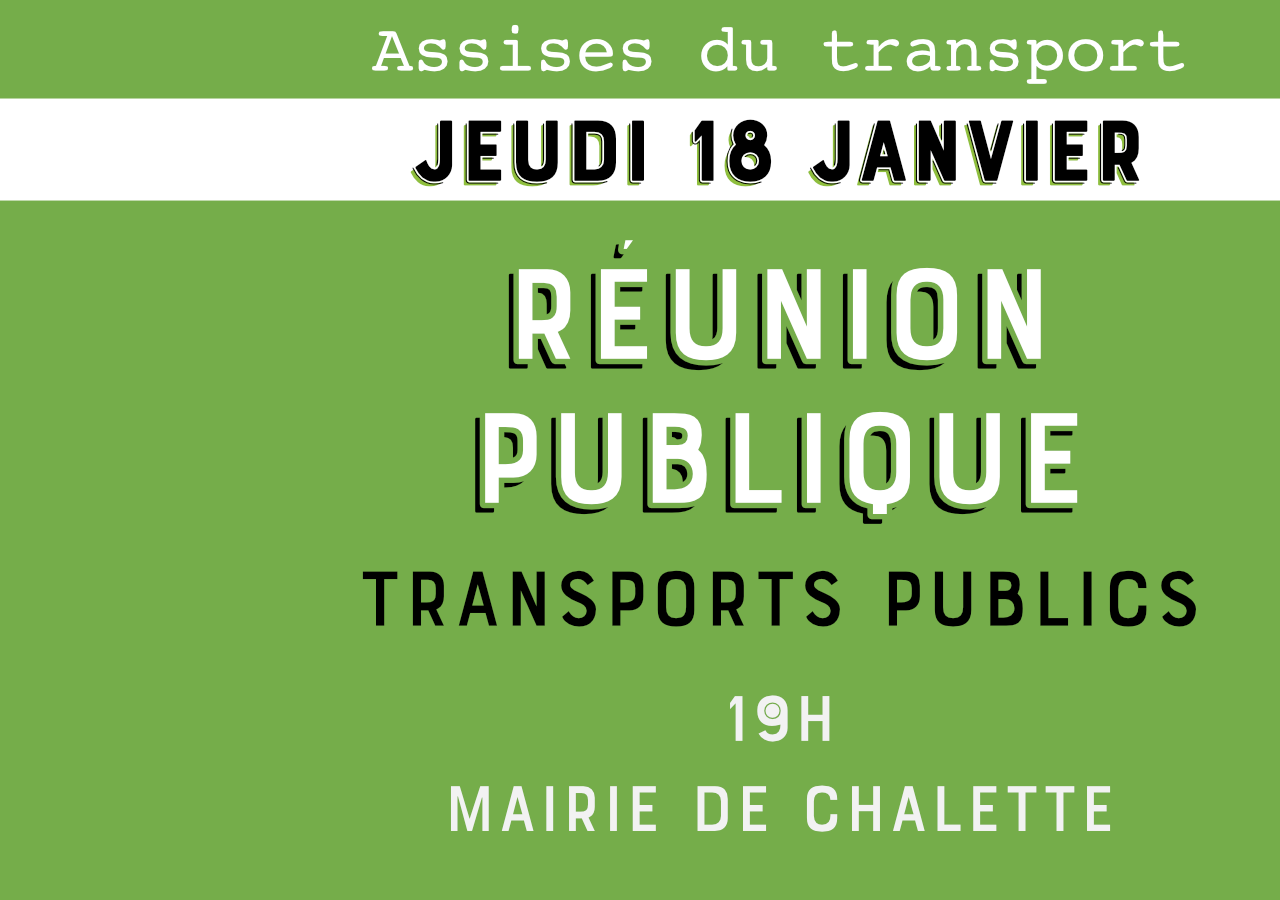 Assises du transport
JEUDI 18 JANVIER
RÉUNION
PUBLIQUE
TRANSPORTS PUBLICS
19H
MAIRIE DE CHALETTE